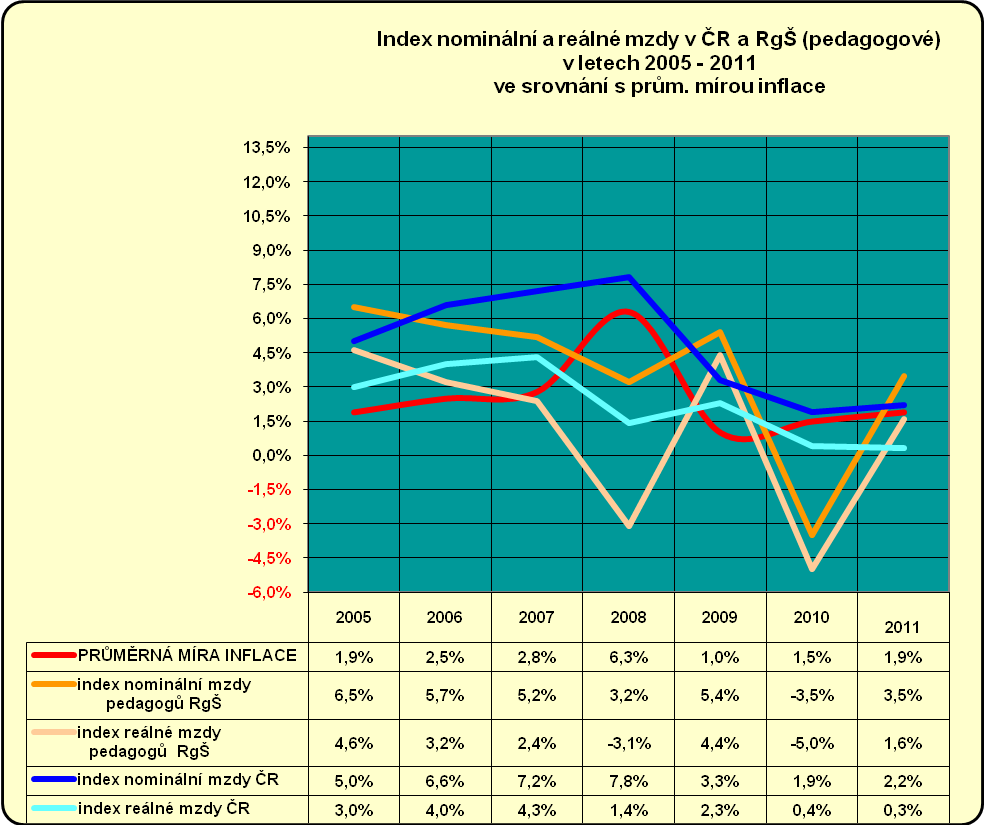 Index nominální a reálné mzdy v ČR a RgŠ (pedagogové)
v letech 2005 - 2011
ve srovnání s prům. mírou inflace
13,5%
12,0%
10,5%
9,0%
7,5%
6,0%
4,5%
3,0%
1,5%
0,0%
-1,5%
-3,0%
-4,5%
-6,0%
2005 2006 2007 2008 2009 2010 2011
PRŮMĚRNÁ MÍRA INFLACE 1,9% 2,5% 2,8% 6,3% 1,0% 1,5% 1,9%
index nominální mzdy
pedagogů RgŠ 6,5% 5,7% 5,2% 3,2% 5,4% -3,5% 3,5%
index reálné mzdy
pedagogů RgŠ 4,6% 3,2% 2,4% -3,1% 4,4% -5,0% 1,6%
index nominální mzdy ČR 5,0% 6,6% 7,2% 7,8% 3,3% 1,9% 2,2%
index reálné mzdy ČR 3,0% 4,0% 4,3% 1,4% 2,3% 0,4% 0,3%